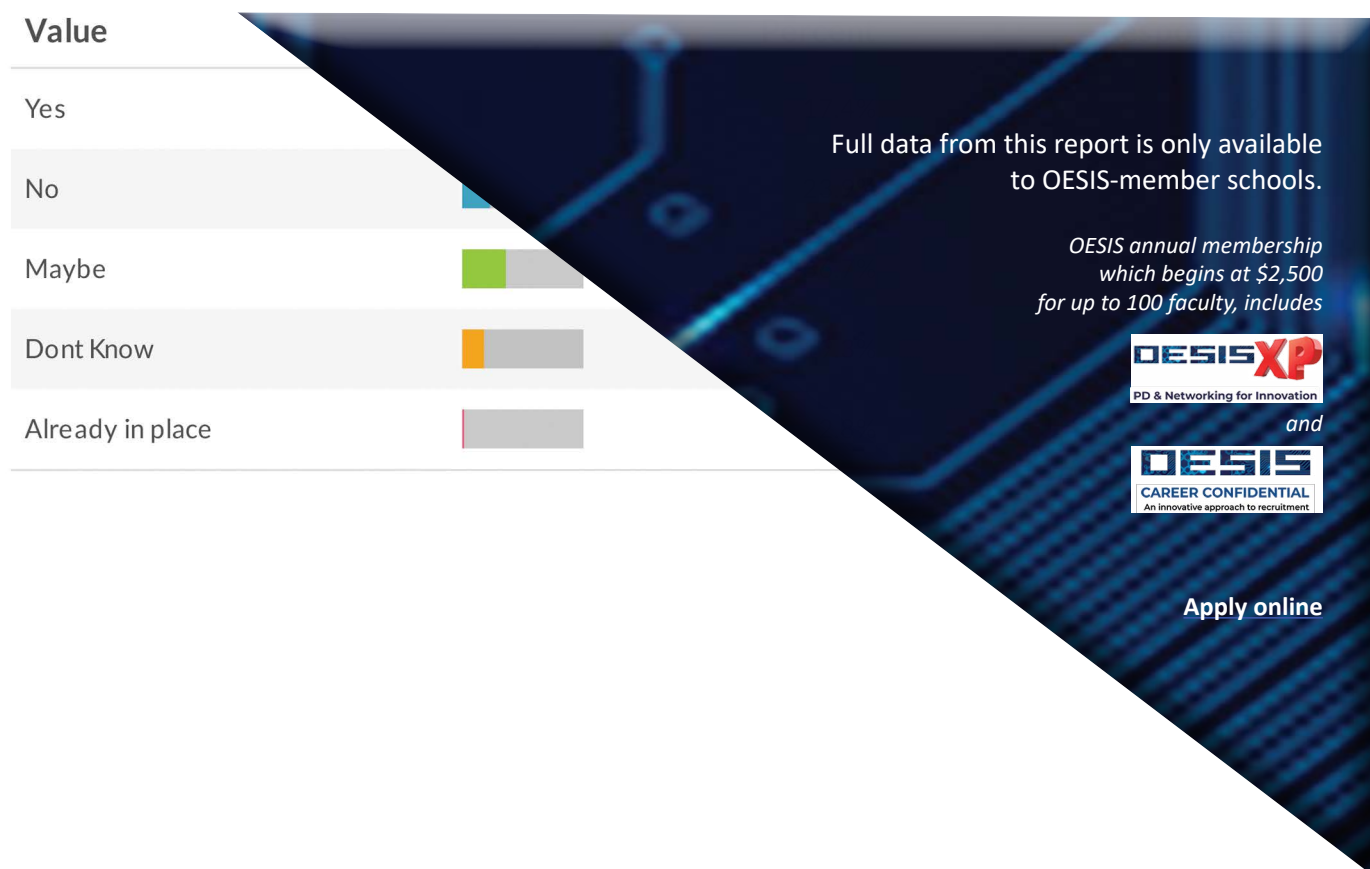 Value
Yes
No
Maybe
Dont Know
Already in place
Full data from this report is only available
to OESIS-member schools.
OESIS annual membership
which begins at $2,500
for up to 100 faculty, includes
OESISXP
PD & Networking for Innovation
and
OESIS
CAREER CONFIDENTIAL
An innovative approach to recruitment
Apply online